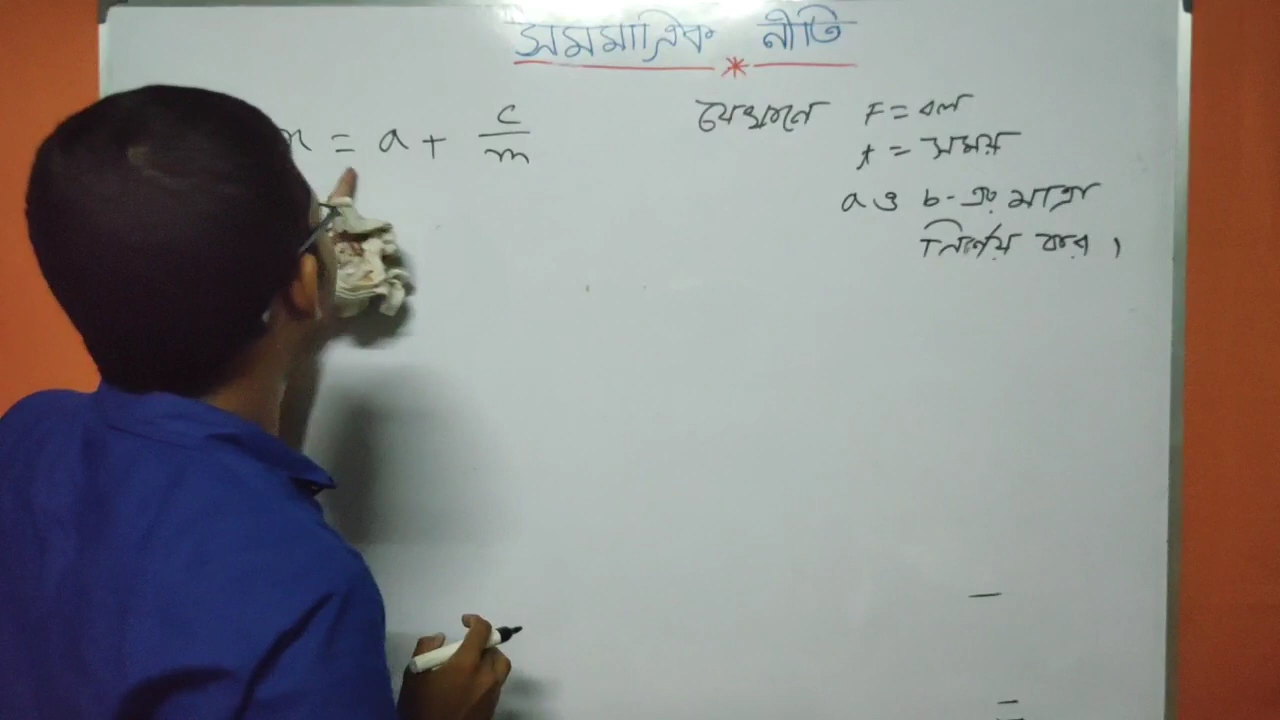 সমমাত্রিক * নীতি
x = a + c/m
যেখানে F = বল
t = সময়
a ও b-এর মাত্রা
নির্ণয় কর।